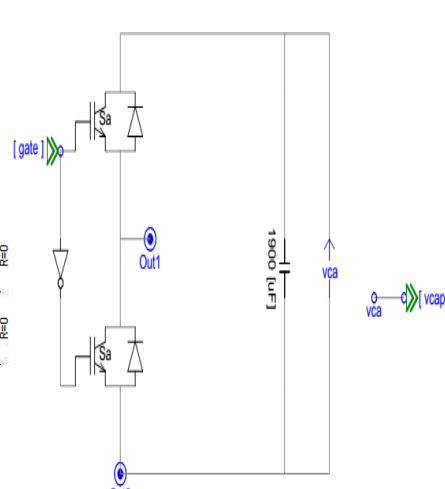 Sa
[ gate ]
Out1
R=0
R=0
1900 [uF]
vca
vca
[ vcap
Sa